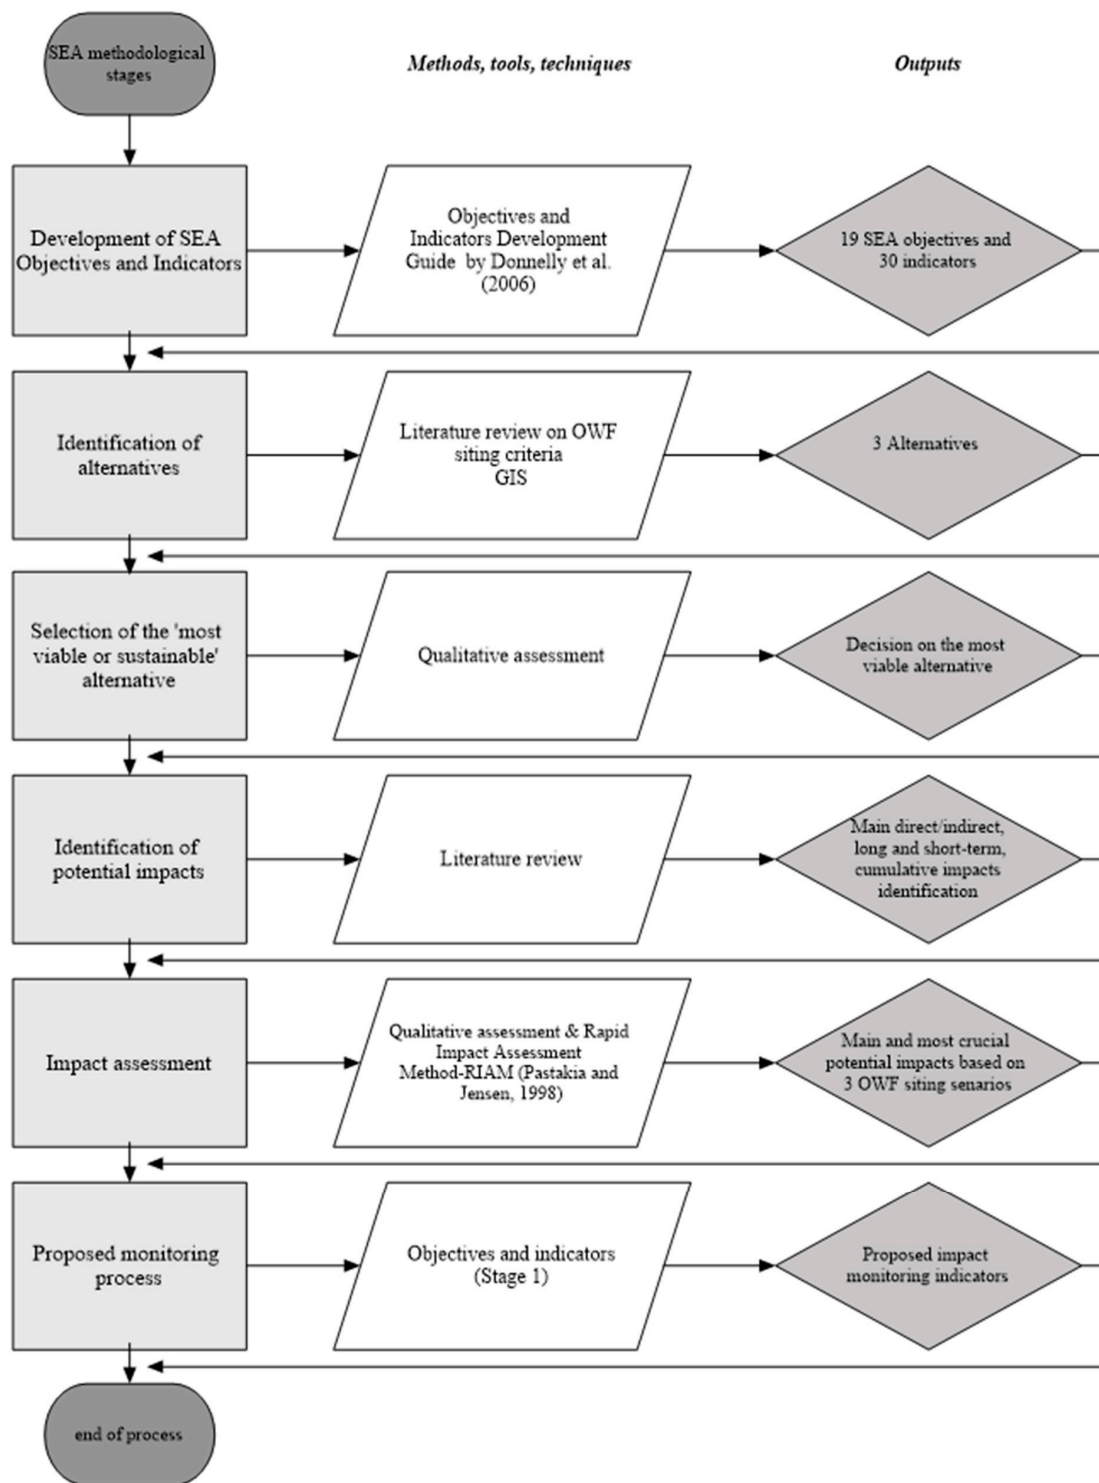 SEA methodological
stages
Methods, tools, techniques
Outputs
Development of SEA
Objectives and Indicators
Objectives and
Indicators Development
Guide by Donnelly et al.
(2006)
19 SEA objectives and
30 indicators
Identification of
alternatives
Literature review on OWF
siting criteria
GIS
3 Alternatives
Selection of the 'most
viable or sustainable'
alternative
Qualitative assessment
Decision on the most
viable alternative
Identification of
potential impacts
Literature review
Main direct/indirect,
long and short-term,
cumulative impacts
identification
Impact assessment
Qualitative assessment & Rapid
Impact Assessment
Method-RIAM (Pastakia and
Jensen, 1998)
Main and most crucial
potential impacts based on
3 OWF siting senarios
Proposed monitoring
process
Objectives and indicators
(Stage 1)
Proposed impact
monitoring indicators
end of process